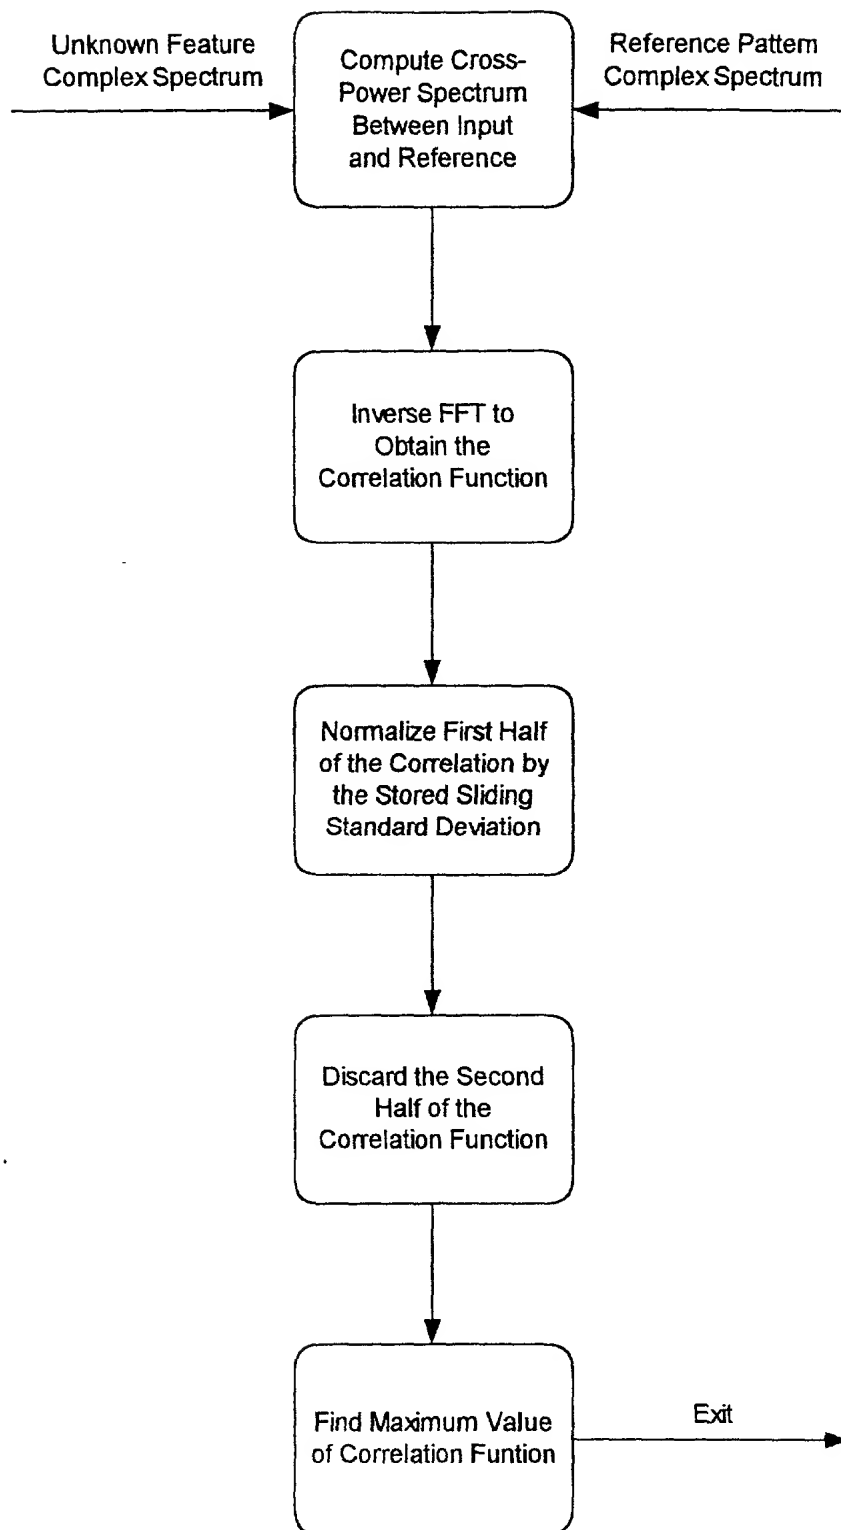 Unknown Feature
Complex Spectrum
Compute Cross-
Power Spectrum
Between Input
and Reference
Reference Pattern
Complex Spectrum
Inverse FFT to
Obtain the
Correlation Function
Normalize First Half
of the Correlation by
the Stored Sliding
Standard Deviation
Discard the Second
Half of the
Correlation Function
Find Maximum Value
of Correlation Funtion
Exit